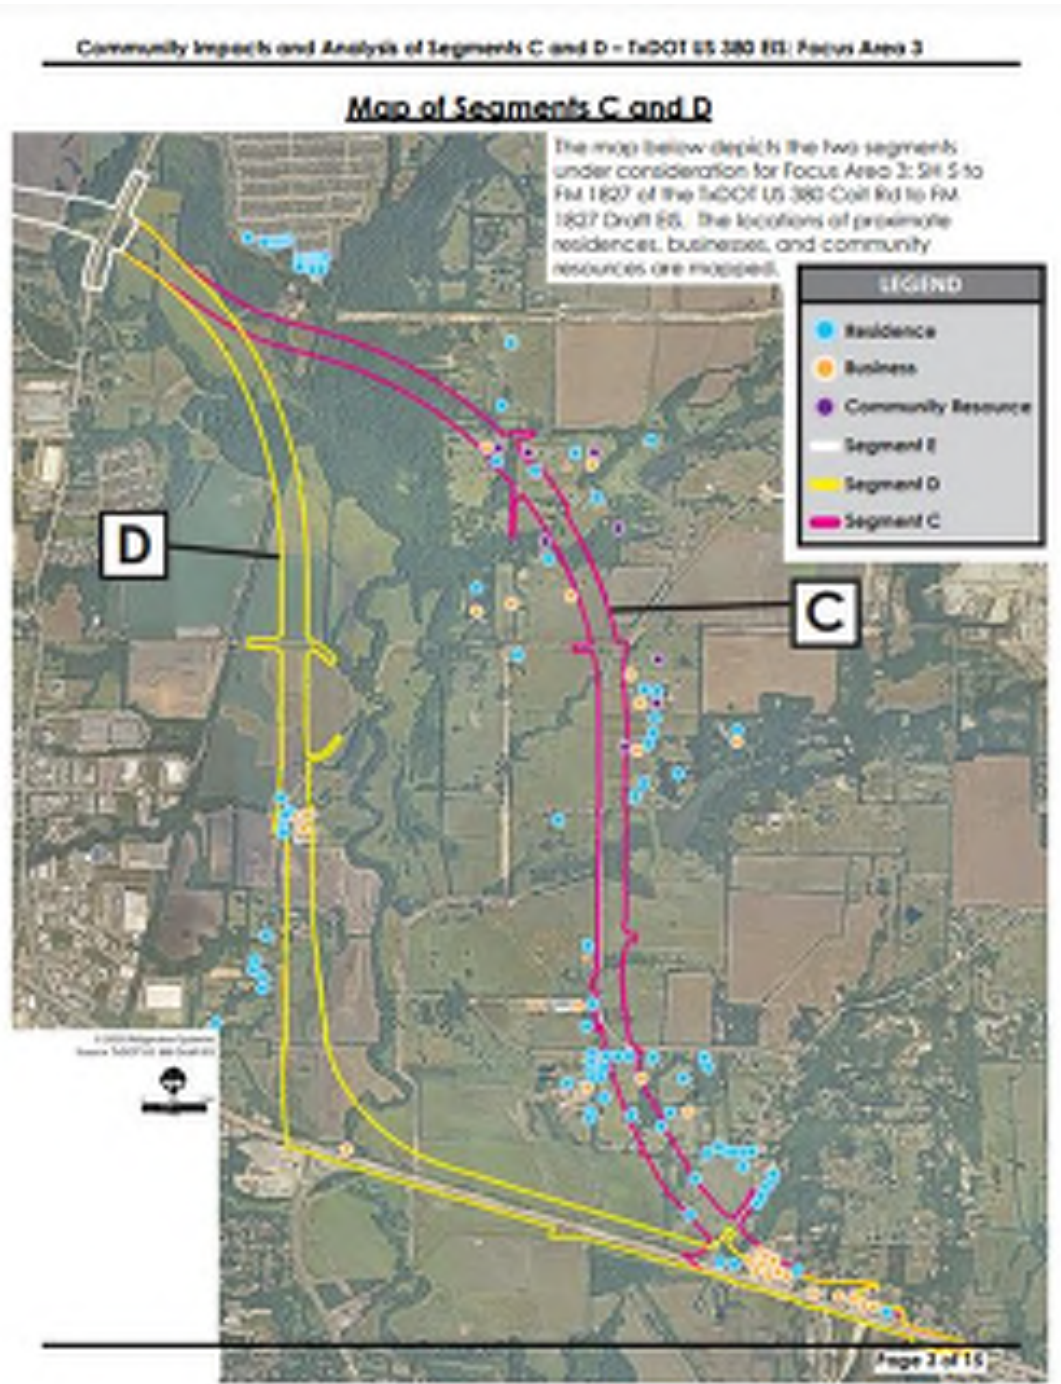 Community Impacts and Analysis of Segments C and D – TxDOT US 380 EIS: Focus Area 3
Map of Segments C and D
The map below depicts the two segments
under consideration for Focus Area 3: SH 5 to
FM 1827 of the TxDOT US 380 Coit Rd to FM
1827 Draft EIS. The locations of proximate
residences, businesses, and community
resources are mapped.
LEGEND
Residence
Business
Community Resource
Segment E
Segment D
Segment C
D
C
Page 3 of 15